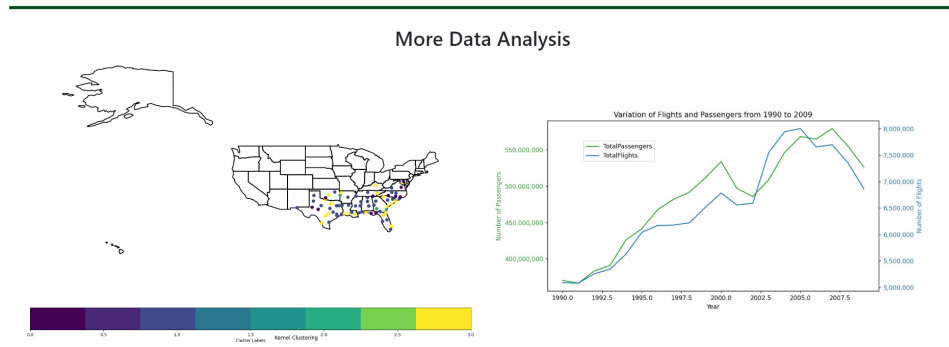 More Data Analysis
0.0 0.5 1.0 1.5 2.0 2.5 3.0
Cluster Labels
Kernel Clustering
Variation of Flights and Passengers from 1990 to 2009
TotalPassengers
TotalFlights
Number of Passengers
550,000,000
500,000,000
450,000,000
400,000,000
8,000,000
7,500,000
7,000,000
6,500,000
6,000,000
5,500,000
5,000,000
Number of Flights
1990.0 1992.5 1995.0 1997.5 2000.0 2002.5 2005.0 2007.5
Year